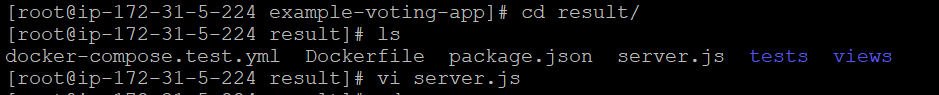 [root@ip-172-31-5-224 example-voting-app]# cd result/
[root@ip-172-31-5-224 result]# ls
docker-compose.test.yml  Dockerfile  package.json  server.js  tests  views
[root@ip-172-31-5-224 result]# vi server.js